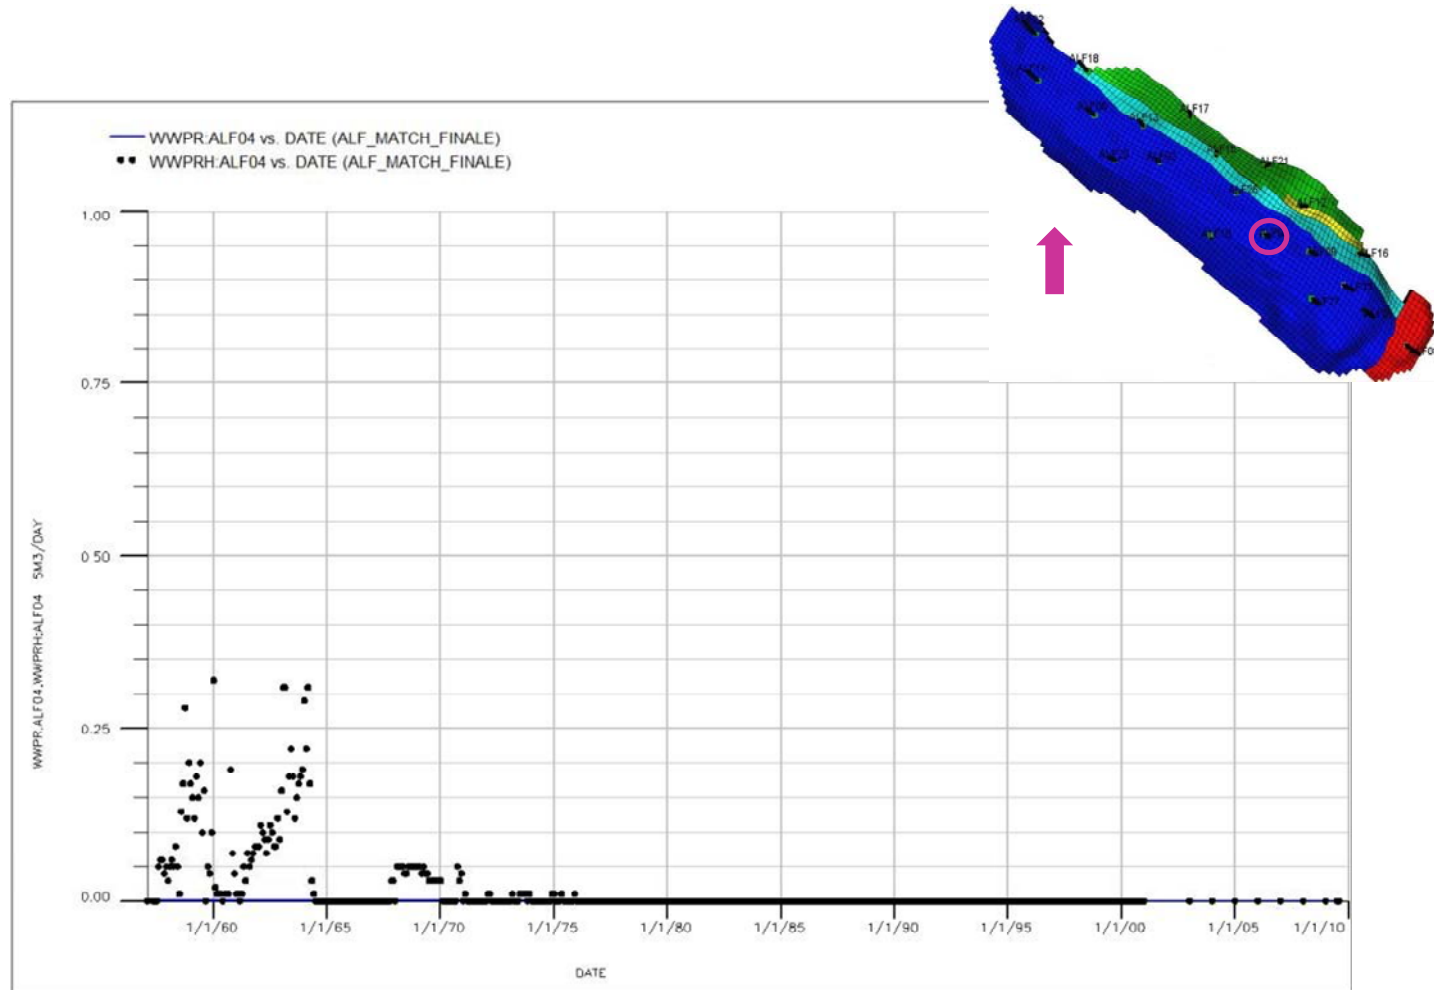 WWPR:ALF04 vs. DATE (ALF_MATCH_FINALE)
WWPRH:ALF04 vs. DATE (ALF_MATCH_FINALE)
ALF18
ALF17
ALF21
ALF16
1.00
0.75
0 50
0.25
0.00
WWPR:ALF04,WWPRH:ALF04 SM3/DAY
1/1/60
1/1/65
1/1/70
1/1/75
1/1/80
1/1/85
1/1/90
1/1/95
1/1/00
1/1/05
1/1/10
DATE